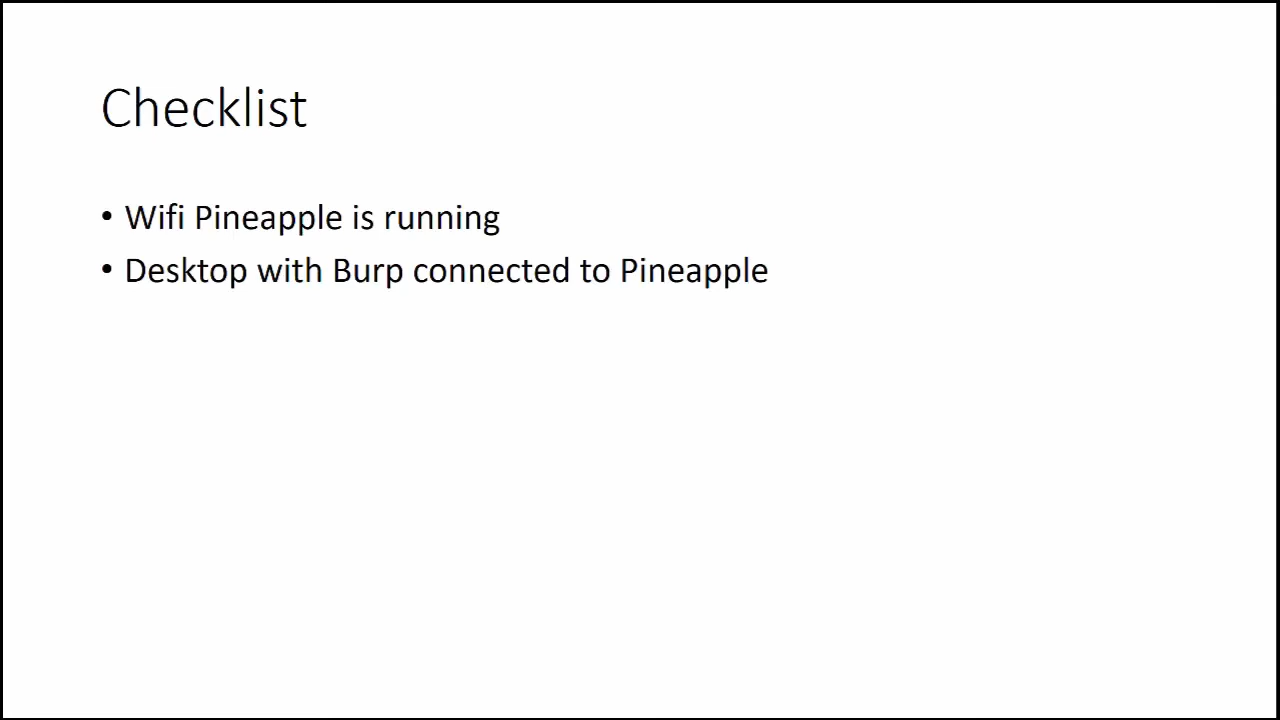 Checklist
• Wifi Pineapple is running
• Desktop with Burp connected to Pineapple